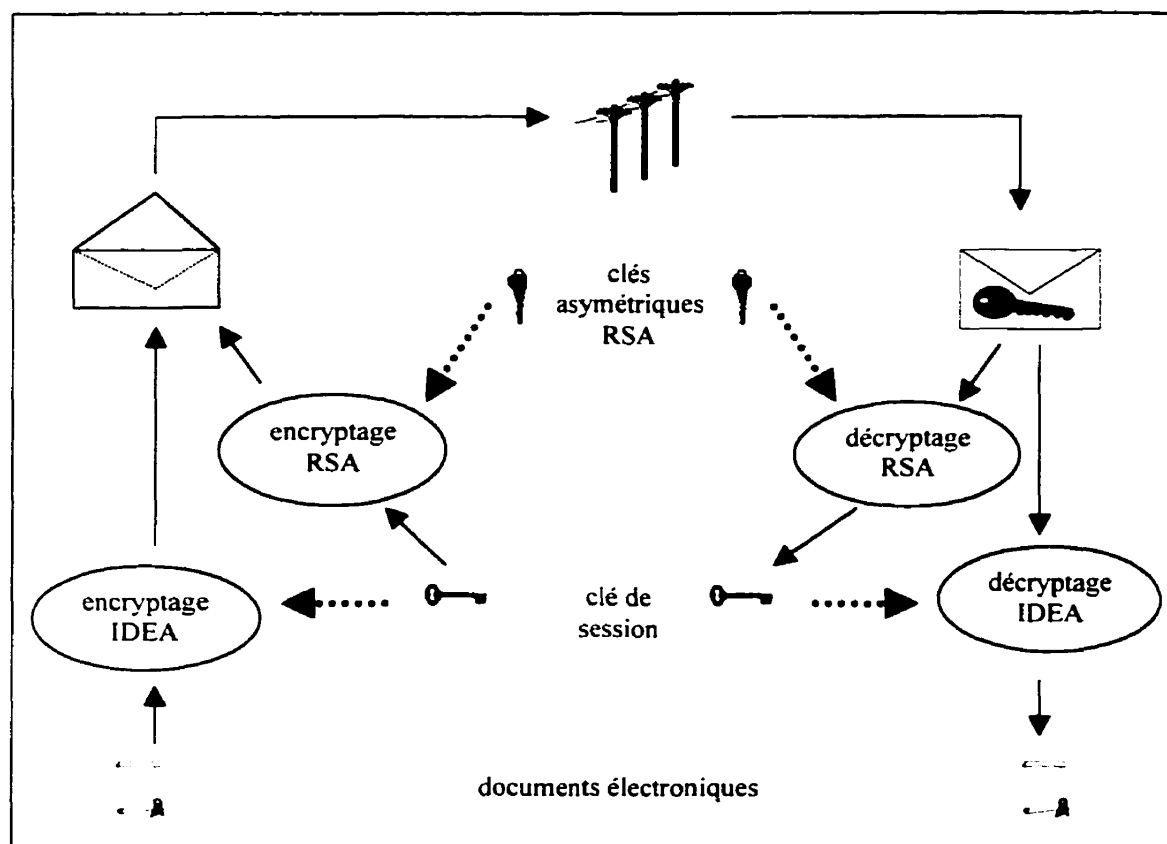 clés
asymétriques
RSA
encryptage
RSA
décryptage
RSA
encryptage
IDEA
clé de
session
décryptage
IDEA
documents électroniques